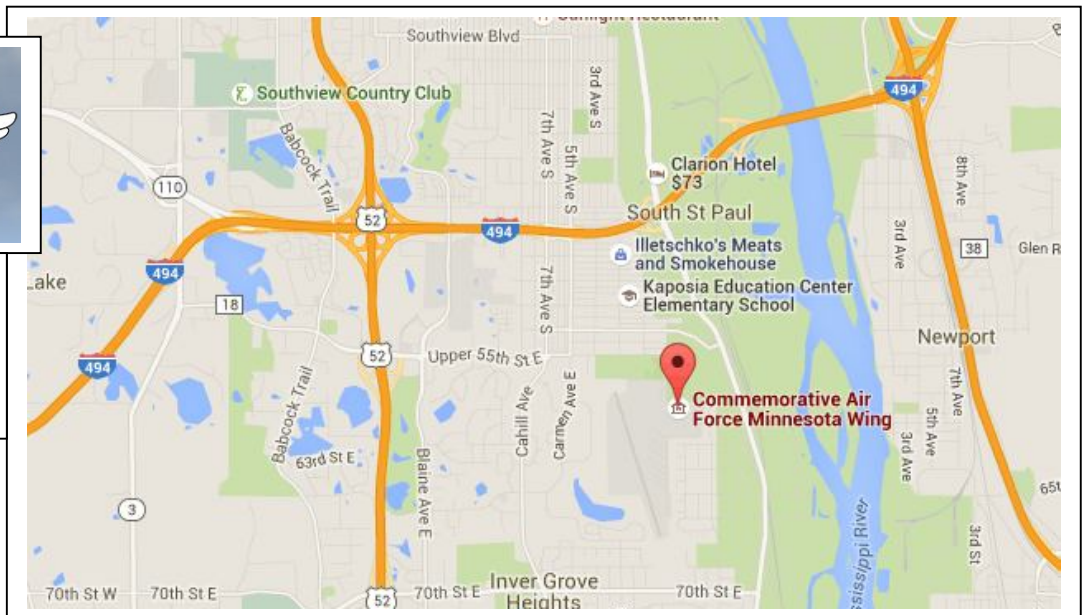 Southview Blvd
Southview Country Club
3rd Ave S
494
Babcock Trail
7th Ave S
5th Ave S
Clarion Hotel
$73
8th Ave
110
52
South St Paul
494
3rd Ave
38
Glen R
Illetschko's Meats
and Smokehouse
494
Lake
7th Ave S
Kaposia Education Center
Elementary School
18
Newport
52
Upper 55th St E
494
Commemorative Air
Force Minnesota Wing
Babcock Trail
Cahill Ave
Carmen Ave E
7th Ave
5th Ave
3rd Ave
63rd St E
Blaine Ave E
3
3rd St
70th St W
70th St E
52
70th St E
Inver Grove
Heights
70th St E